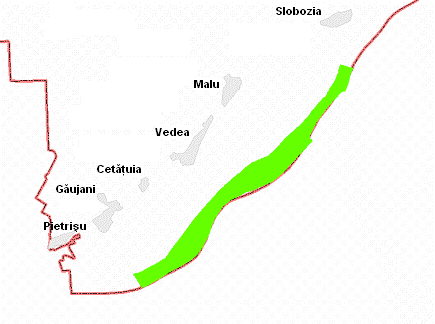 Slobozia
Malu
Vedea
Cetățuia
Găujani
Pietrișu